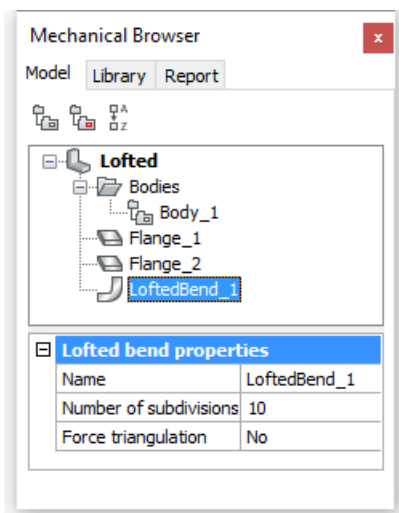 Mechanical Browser
x
Model Library Report
A
Z
Lofted
Bodies
Body_1
Flange_1
Flange_2
LoftedBend_1
Lofted bend properties
Name LoftedBend_1
Number of subdivisions 10
Force triangulation No